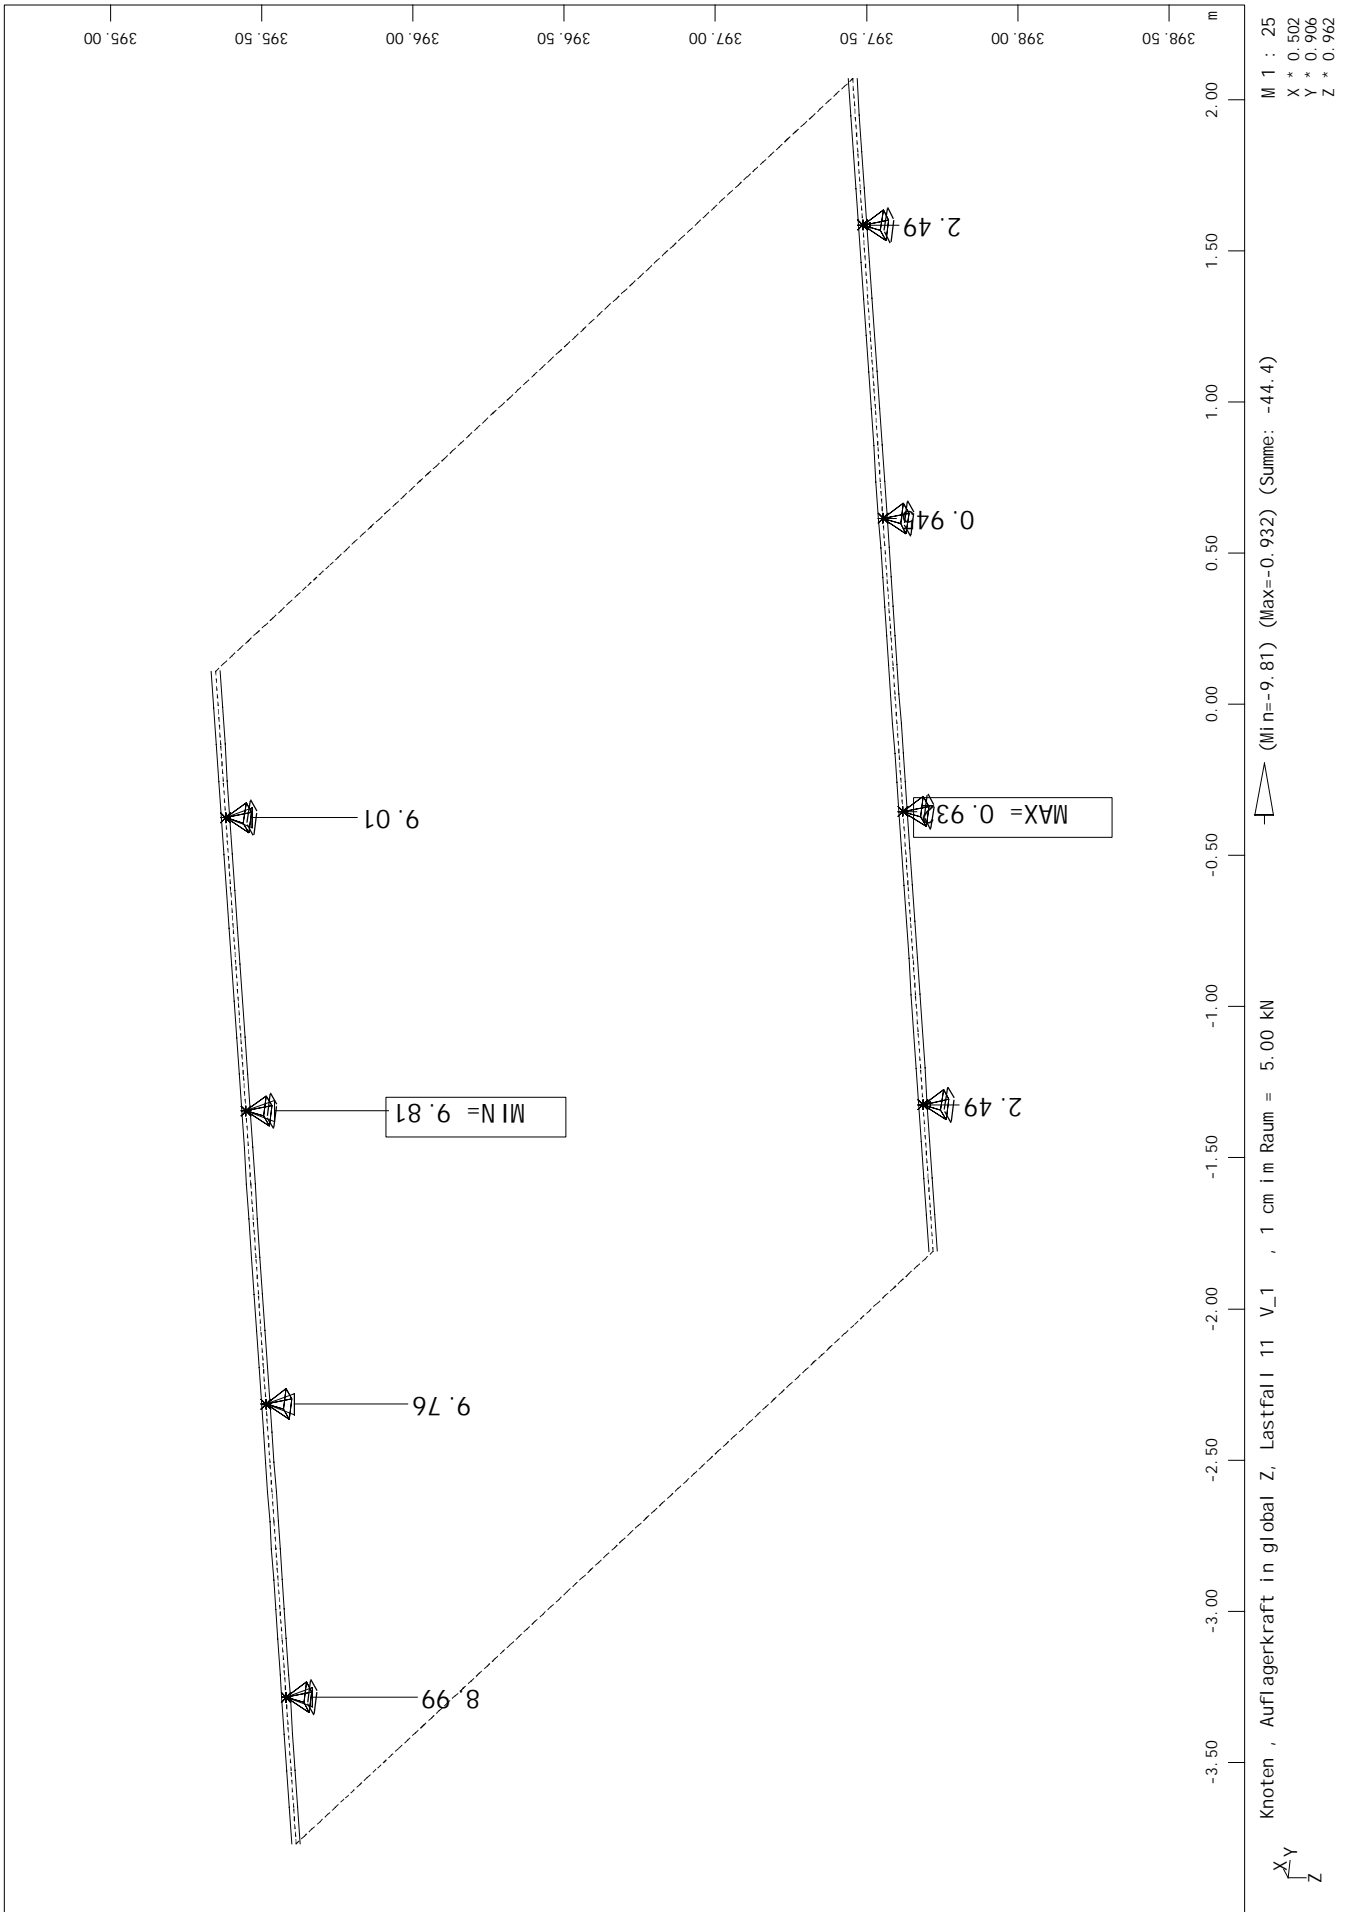 395.00
395.50
396.00
396.50
397.00
397.50
398.00
398.50
m
2.00
1.50
1.00
0.50
0.00
-0.50
-1.00
-1.50
-2.00
-2.50
-3.00
-3.50
2.49
0.94
MAX= 0.93
2.49
9.01
MIN= 9.81
9.76
8.99
Knoten , Auflagerkraft in global Z, Lastfall 11 V_1 , 1 cm im Raum = 5.00 kN (Min=-9.81) (Max=-0.932) (Summe: -44.4)
M 1 : 25
X * 0.502
Y * 0.906
Z * 0.962
X
Y
Z